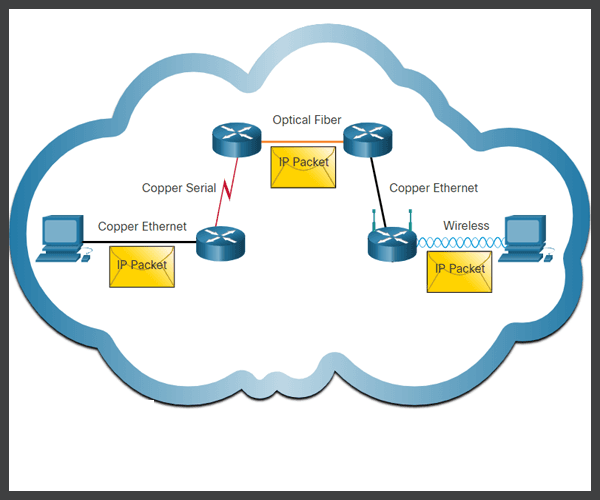 Optical Fiber
IP Packet
Copper Serial
Copper Ethernet
Copper Ethernet
Wireless
IP Packet
IP Packet